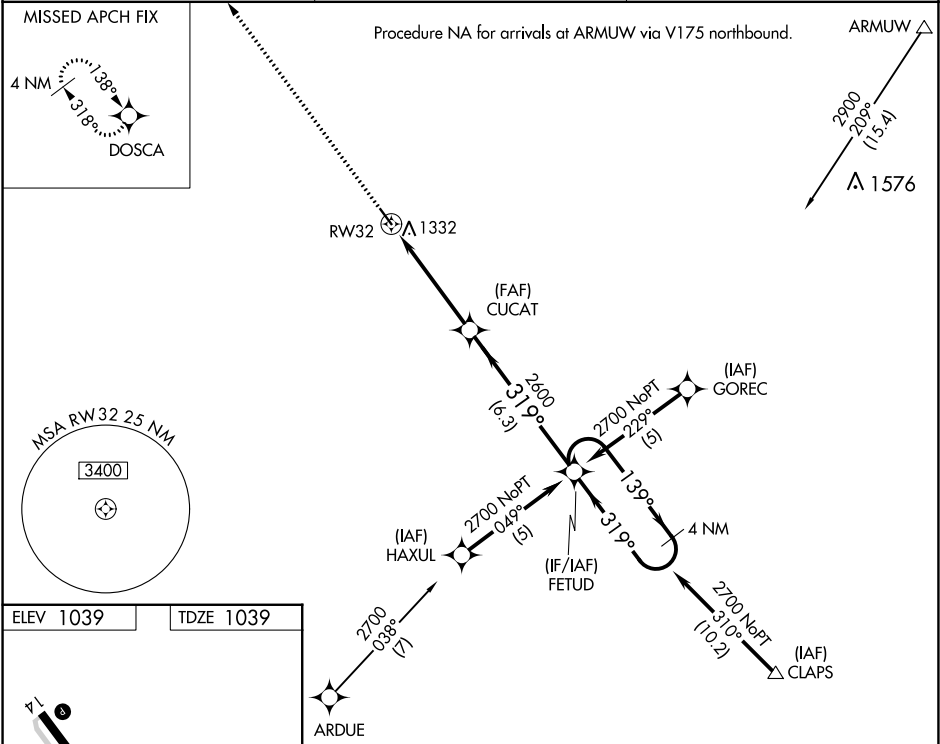 MISSED APCH FIX
4 NM
138°
318°
DOSCA
Procedure NA for arrivals at ARMUW via V175 northbound.
ARMUW
2900
209°
(15.4)
1576
RW32
1332
(FAF)
CUCAT
2600
319°
(6.3)
(IAF)
GOREC
2700 NoPT
229°
(5)
MSA RW32 25 NM
3400
139°
4 NM
319°
2700 NoPT
049°
(5)
(IAF)
HAXUL
(IF/IAF)
FETUD
2700 NoPT
310°
(10.2)
(IAF)
CLAPS
2700
038°
(7)
ARDUE
ELEV 1039
TDZE 1039
14
P